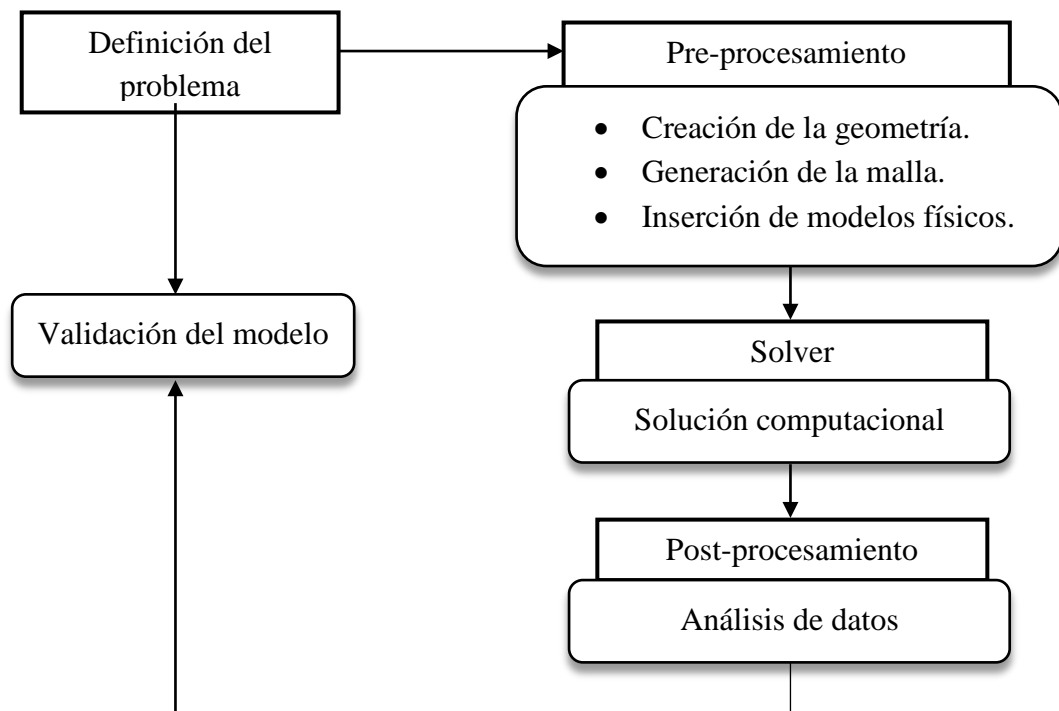 Definición del
problema
Pre-procesamiento
• Creación de la geometría.
• Generación de la malla.
• Inserción de modelos físicos.
Validación del modelo
Solver
Solución computacional
Post-procesamiento
Análisis de datos